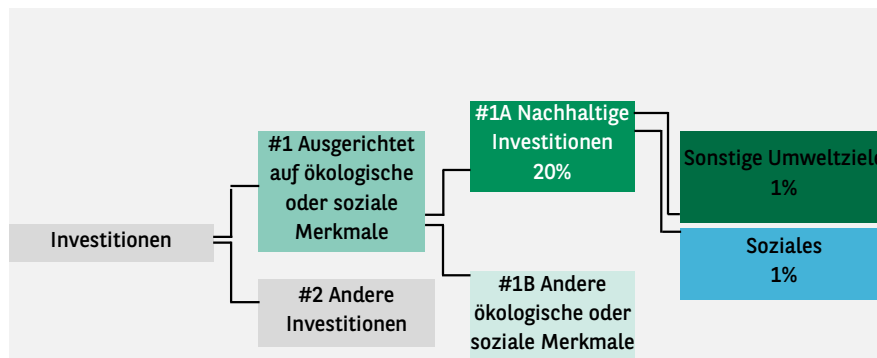 Investitionen
#1 Ausgerichtet
auf ökologische
oder soziale
Merkmale
#2 Andere
Investitionen
#1A Nachhaltige
Investitionen
20%
#1B Andere
ökologische oder
soziale Merkmale
Sonstige Umweltziele
1%
Soziales
1%